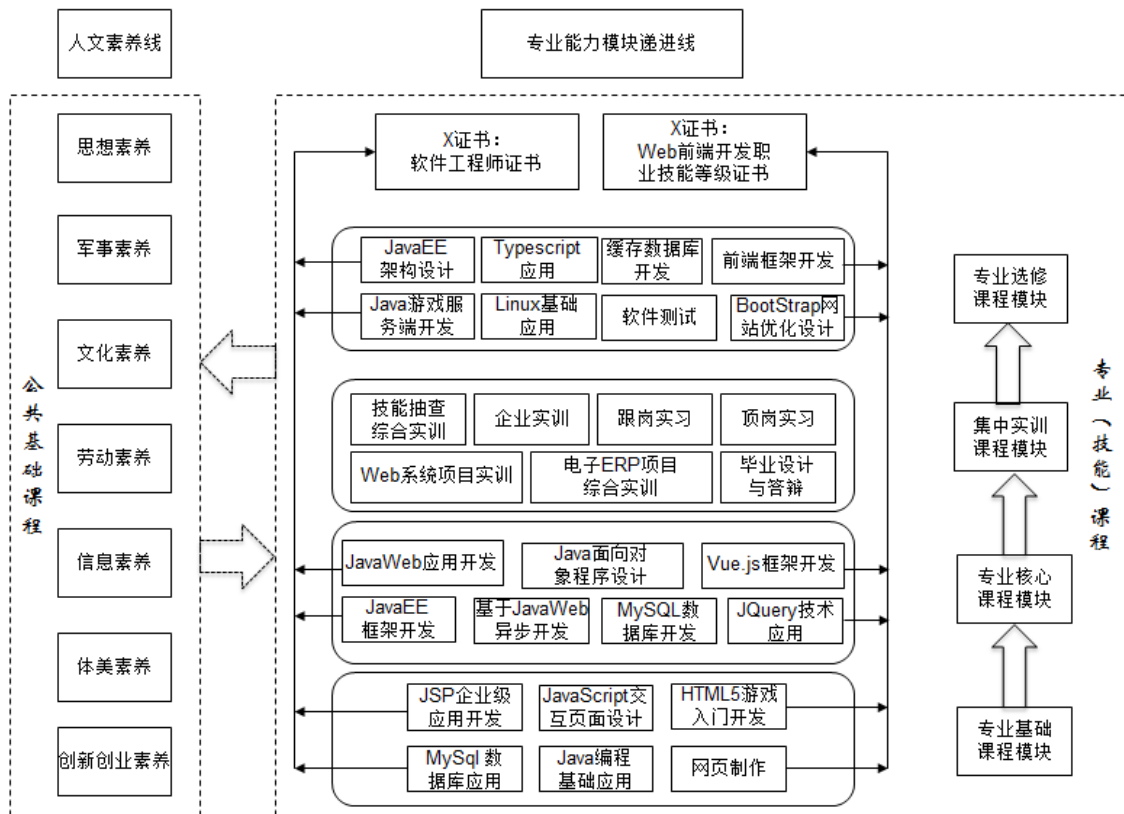 人文素养线
专业能力模块递进线
公共基础课程
思想素养
军事素养
文化素养
劳动素养
信息素养
体美素养
创新创业素养
X证书：
软件工程师证书
X证书：
Web前端开发职
业技能等级证书
JavaEE
架构设计
Typescript
应用
缓存数据库
开发
前端框架开发
Java游戏服
务端开发
Linux基础
应用
软件测试
BootStrap网
站优化设计
技能抽查
综合实训
企业实训
跟岗实习
顶岗实习
Web系统项目实训
电子ERP项目
综合实训
毕业设计
与答辩
JavaWeb应用开发
Java面向对
象程序设计
Vue.js框架开发
JavaEE
框架开发
基于JavaWeb
异步开发
MySQL数
据库开发
JQuery技术
应用
JSP企业级
应用开发
JavaScript交
互页面设计
HTML5游戏
入门开发
MySql 数
据库应用
Java编程
基础应用
网页制作
专业选修
课程模块
集中实训
课程模块
专业核心
课程模块
专业基础
课程模块
专业（技能）课程